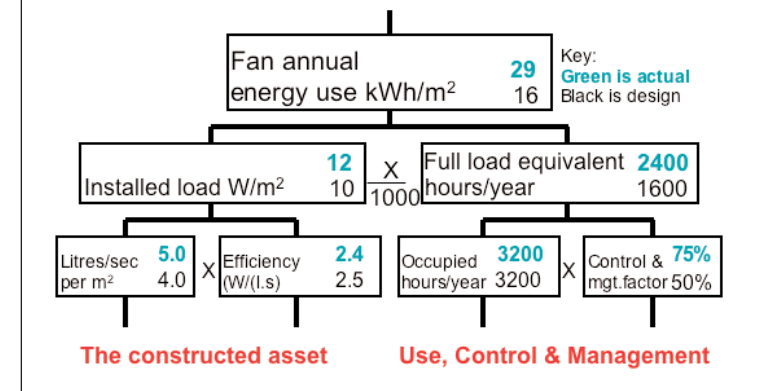 Fan annual 29
energy use kWh/m² 16
Key:
Green is actual
Black is design
12
Installed load W/m² 10
X
1000
Full load equivalent 2400
hours/year 1600
Litres/sec 5.0
per m² 4.0
X
Efficiency 2.4
(W/(l.s) 2.5
Occupied 3200
hours/year 3200
X
Control & 75%
mgt.factor 50%
The constructed asset
Use, Control & Management